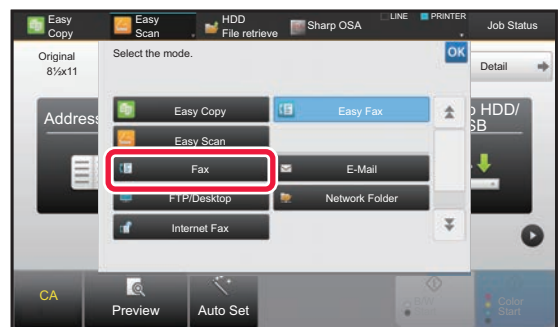 Easy
Copy
Easy
Scan
HDD
File retrieve
Sharp OSA
LINE
PRINTER
Job Status
Original
8½x11
Select the mode.
OK
Detail
Address
HDD/
SB
Easy Copy
Easy Fax
Easy Scan
Fax
E-Mail
FTP/Desktop
Network Folder
Internet Fax
CA
Preview
Auto Set
B/W
Start
Color
Start